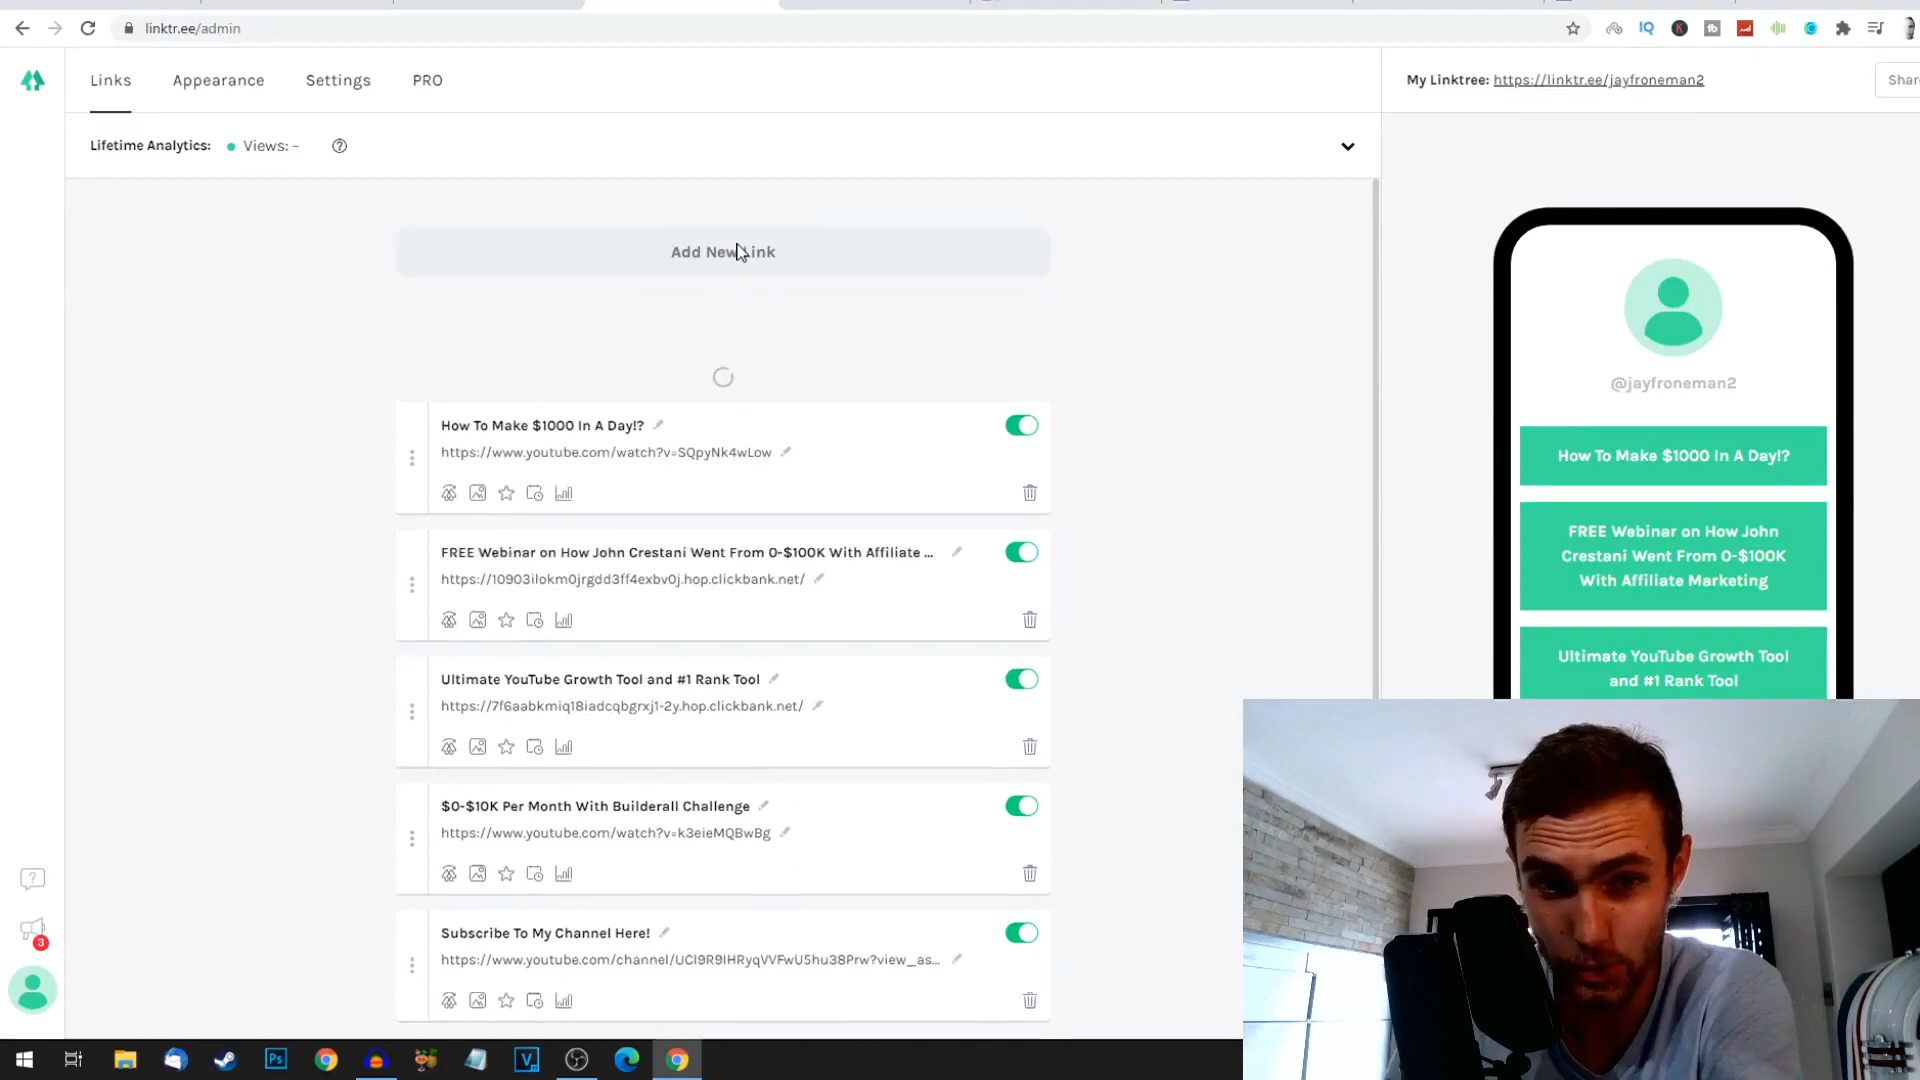 linktr.ee/admin
Links
Appearance
Settings
PRO
My Linktree: https://linktr.ee/jayfroneman2
Shar
Lifetime Analytics:
Views: -
Add New Link
How To Make $1000 In A Day!?
https://www.youtube.com/watch?v=SQpyNk4wLow
FREE Webinar on How John Crestani Went From 0-$100K With Affiliate ...
https://10903ilokm0jrgdd3ff4exbv0j.hop.clickbank.net/
Ultimate YouTube Growth Tool and #1 Rank Tool
https://7f6aabkmiq18iadcqbgrxj1-2y.hop.clickbank.net/
$0-$10K Per Month With Builderall Challenge
https://www.youtube.com/watch?v=k3eieMQBwBg
Subscribe To My Channel Here!
https://www.youtube.com/channel/UCl9R9IHRyqVVFwU5hu38Prw?view_as...
3
@jayfroneman2
How To Make $1000 In A Day!?
FREE Webinar on How John
Crestani Went From 0-$100K
With Affiliate Marketing
Ultimate YouTube Growth Tool
and #1 Rank Tool
IQ
K
tb
Ps
V